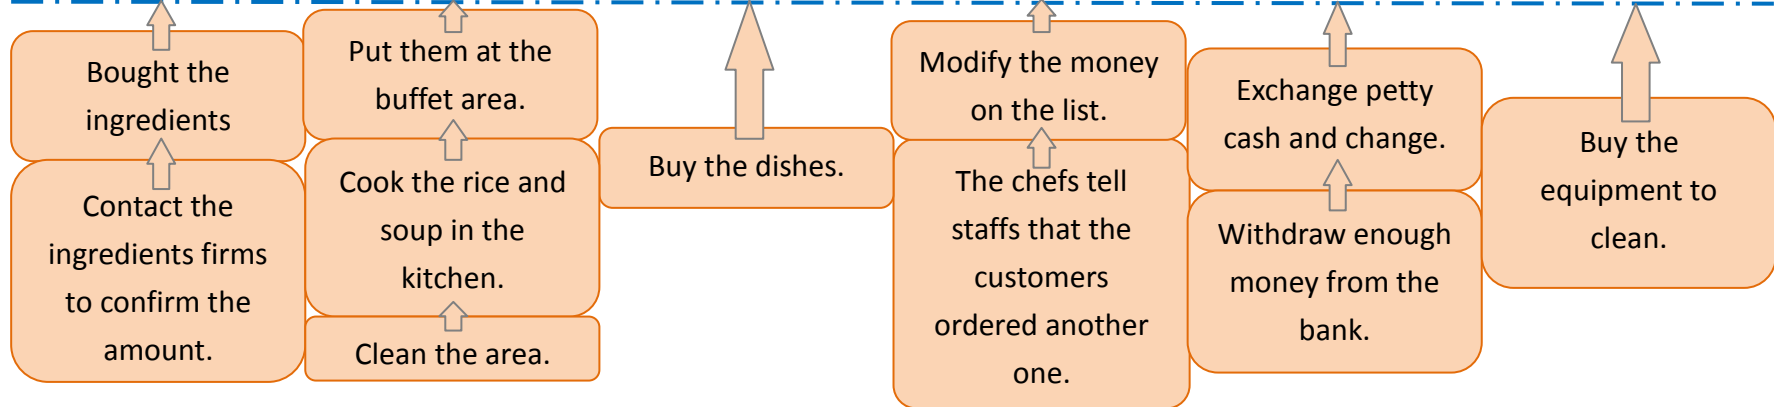 Bought the
ingredients
Contact the
ingredients firms
to confirm the
amount.
Put them at the
buffet area.
Cook the rice and
soup in the
kitchen.
Clean the area.
Buy the dishes.
Modify the money
on the list.
The chefs tell
staffs that the
customers
ordered another
one.
Exchange petty
cash and change.
Withdraw enough
money from the
bank.
Buy the
equipment to
clean.